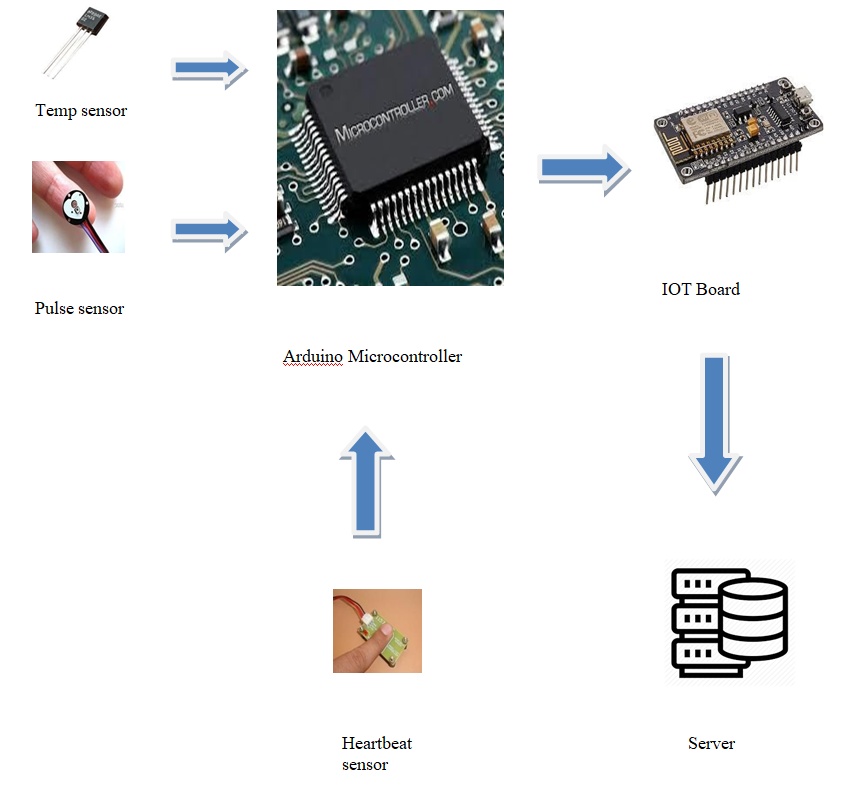 Temp sensor
MICROCONTROLLER.COM
Pulse sensor
IOT Board
Arduino Microcontroller
Heartbeat
sensor
Server